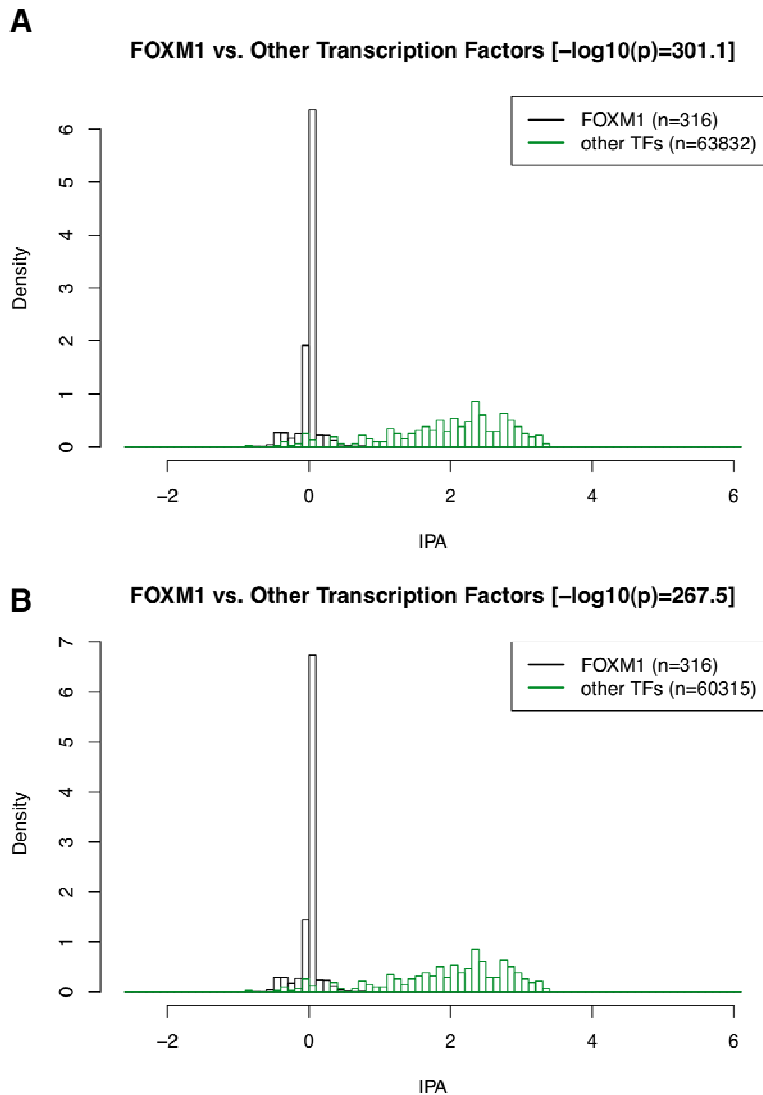 A
FOXM1 vs. Other Transcription Factors [−log10(p)=301.1]
FOXM1 (n=316)
other TFs (n=63832)
Density
6
5
4
3
2
1
0
−2 0 2 4 6
IPA
B
FOXM1 vs. Other Transcription Factors [−log10(p)=267.5]
FOXM1 (n=316)
other TFs (n=60315)
Density
7
6
5
4
3
2
1
0
−2 0 2 4 6
IPA